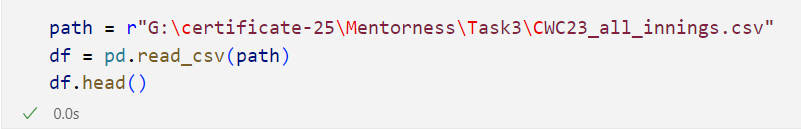 path = r"G:\certificate-25\Mentorness\Task3\CWC23_all_innings.csv"
df = pd.read_csv(path)
df.head()
0.0s